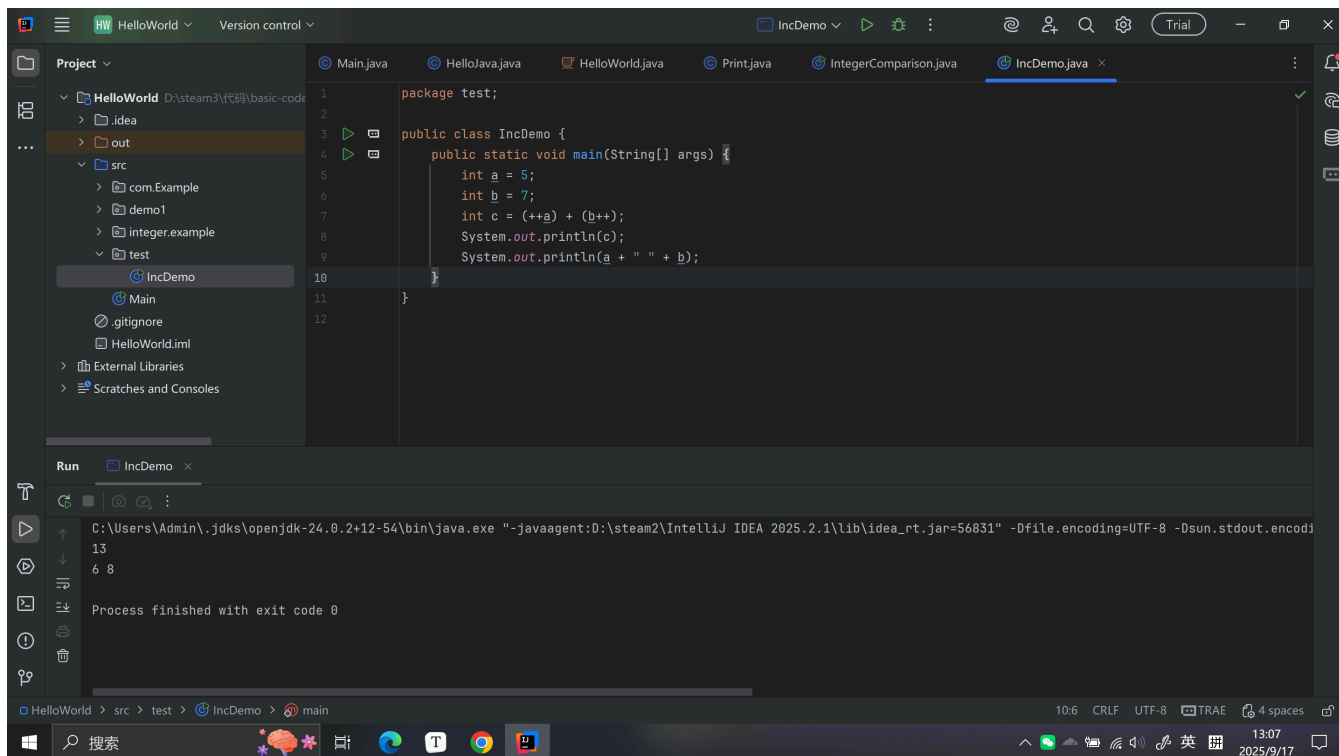 HW HelloWorld Version control IncDemo Trial
Project
Main.java HelloJava.java HelloWorld.java Print.java IntegerComparison.java IncDemo.java
HelloWorld D:\steam3\代码\basic-code
.idea
out
src
com.Example
demo1
integer.example
test
IncDemo
Main
.gitignore
HelloWorld.iml
External Libraries
Scratches and Consoles
1 package test;
2
3 public class IncDemo {
4 public static void main(String[] args) {
5 int a = 5;
6 int b = 7;
7 int c = (++a) + (b++);
8 System.out.println(c);
9 System.out.println(a + " " + b);
10 }
11 }
12
Run IncDemo
C:\Users\Admin\.jdks\openjdk-24.0.2+12-54\bin\java.exe "-javaagent:D:\steam2\IntelliJ IDEA 2025.2.1\lib\idea_rt.jar=56831" -Dfile.encoding=UTF-8 -Dsun.stdout.encodi
13
6 8
Process finished with exit code 0
HelloWorld > src > test > IncDemo > main 10:6 CRLF UTF-8 TRAE 4 spaces
搜索 T 英 拼 13:07
2025/9/17